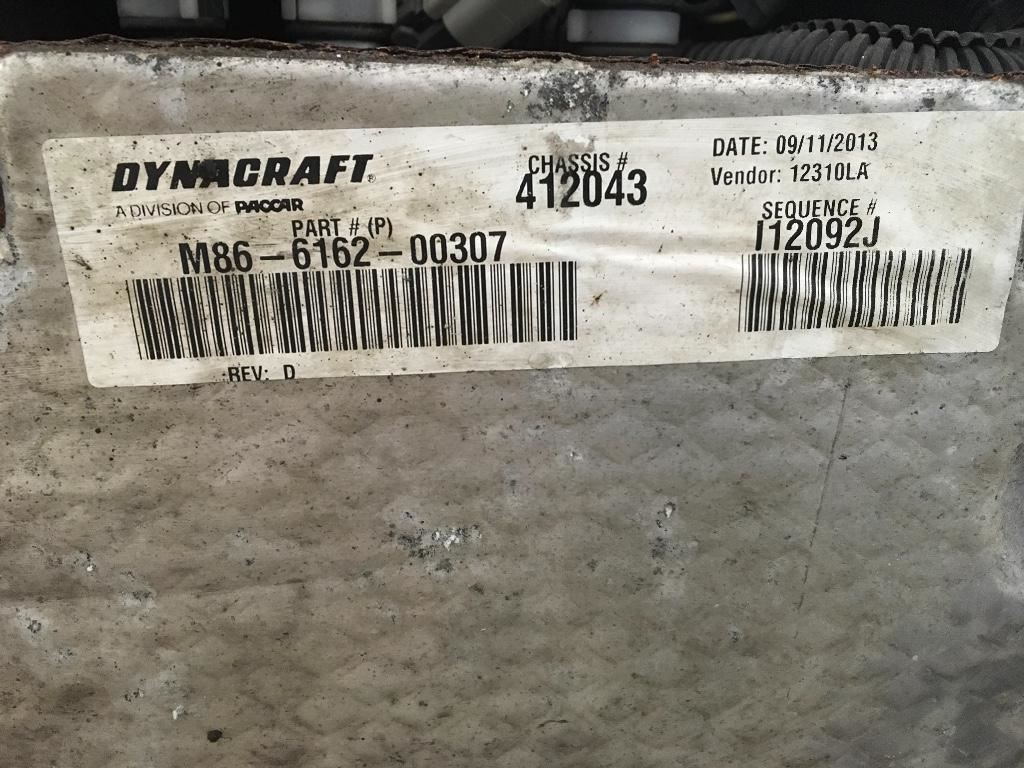 DYNACRAFT®
A DIVISION OF PACCAR
PART # (P)
M86-6162-00307
REV: D
CHASSIS #
412043
DATE: 09/11/2013
Vendor: 12310LA
SEQUENCE #
I12092J